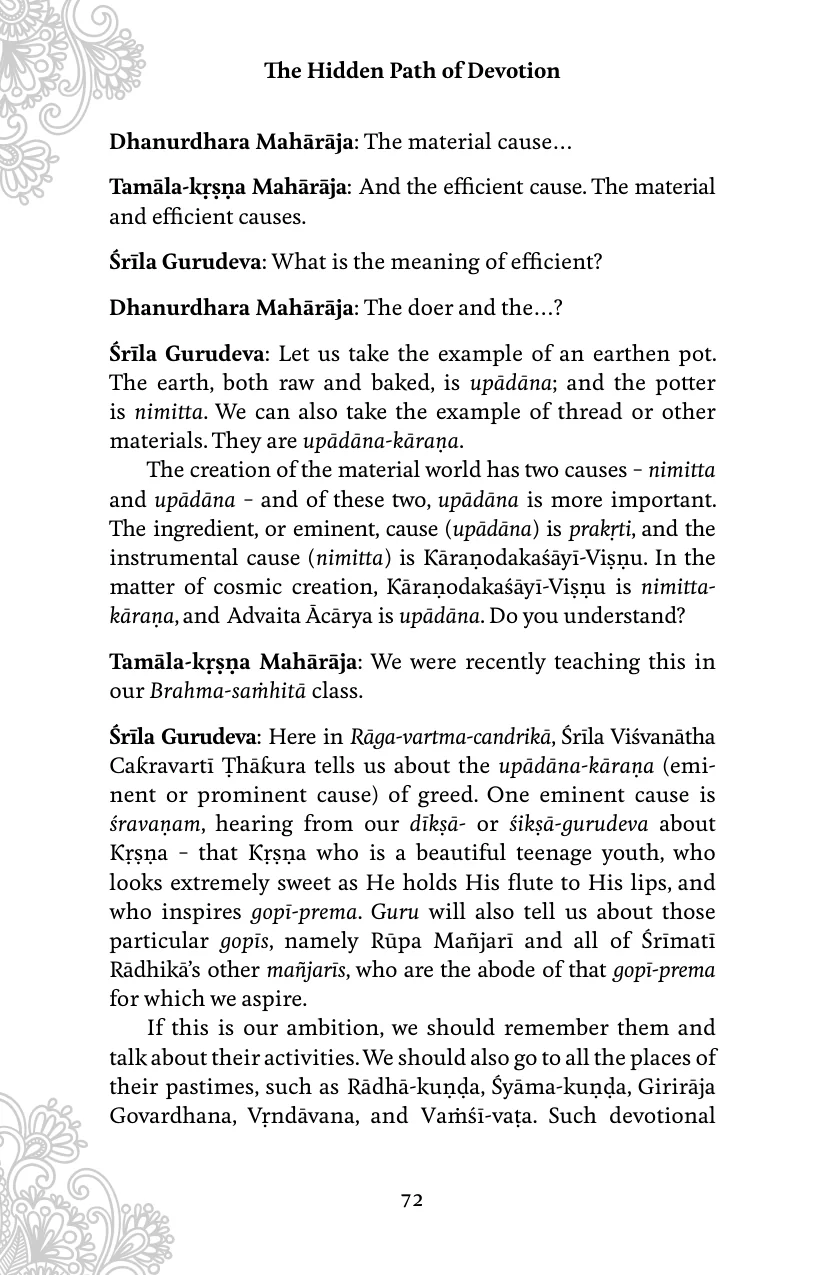 The Hidden Path of Devotion
Dhanurdhara Mahārāja: The material cause…
Tamāla-kṛṣṇa Mahārāja: And the efficient cause. The material
and efficient causes.
Śrīla Gurudeva: What is the meaning of efficient?
Dhanurdhara Mahārāja: The doer and the…?
Śrīla Gurudeva: Let us take the example of an earthen pot.
The earth, both raw and baked, is upādāna; and the potter
is nimitta. We can also take the example of thread or other
materials. They are upādāna-kāraṇa.
The creation of the material world has two causes – nimitta
and upādāna – and of these two, upādāna is more important.
The ingredient, or eminent, cause (upādāna) is prakṛti, and the
instrumental cause (nimitta) is Kāraṇodakaśāyī-Viṣṇu. In the
matter of cosmic creation, Kāraṇodakaśāyī-Viṣṇu is nimitta-
kāraṇa, and Advaita Ācārya is upādāna. Do you understand?
Tamāla-kṛṣṇa Mahārāja: We were recently teaching this in
our Brahma-saṁhitā class.
Śrīla Gurudeva: Here in Rāga-vartma-candrikā, Śrīla Viśvanātha
Cakravartī Ṭhākura tells us about the upādāna-kāraṇa (emi-
nent or prominent cause) of greed. One eminent cause is
śravaṇam, hearing from our dīkṣā- or śikṣā-gurudeva about
Kṛṣṇa – that Kṛṣṇa who is a beautiful teenage youth, who
looks extremely sweet as He holds His flute to His lips, and
who inspires gopī-prema. Guru will also tell us about those
particular gopīs, namely Rūpa Mañjarī and all of Śrīmatī
Rādhikā’s other mañjarīs, who are the abode of that gopī-prema
for which we aspire.
If this is our ambition, we should remember them and
talk about their activities. We should also go to all the places of
their pastimes, such as Rādhā-kuṇḍa, Śyāma-kuṇḍa, Girirāja
Govardhana, Vṛndāvana, and Vaṁśī-vaṭa. Such devotional
72